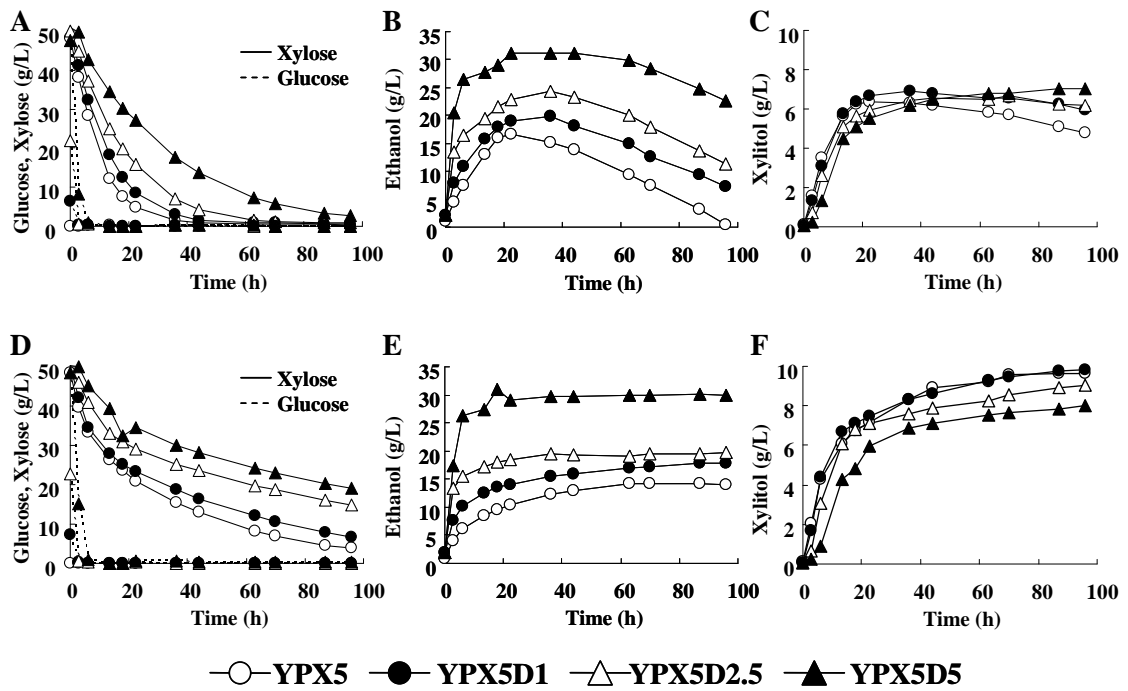 A
Glucose, Xylose (g/L)
50
40
30
20
10
0
Xylose
Glucose
0 20 40 60 80 100
Time (h)
B
Ethanol (g/L)
35
30
25
20
15
10
5
0
0 20 40 60 80 100
Time (h)
C
Xylitol (g/L)
10
8
6
4
2
0
0 20 40 60 80 100
Time (h)
D
Glucose, Xylose (g/L)
50
40
30
20
10
0
Xylose
Glucose
0 20 40 60 80 100
Time (h)
E
Ethanol (g/L)
35
30
25
20
15
10
5
0
0 20 40 60 80 100
Time (h)
F
Xylitol (g/L)
10
8
6
4
2
0
0 20 40 60 80 100
Time (h)
YPX5 YPX5D1 YPX5D2.5 YPX5D5